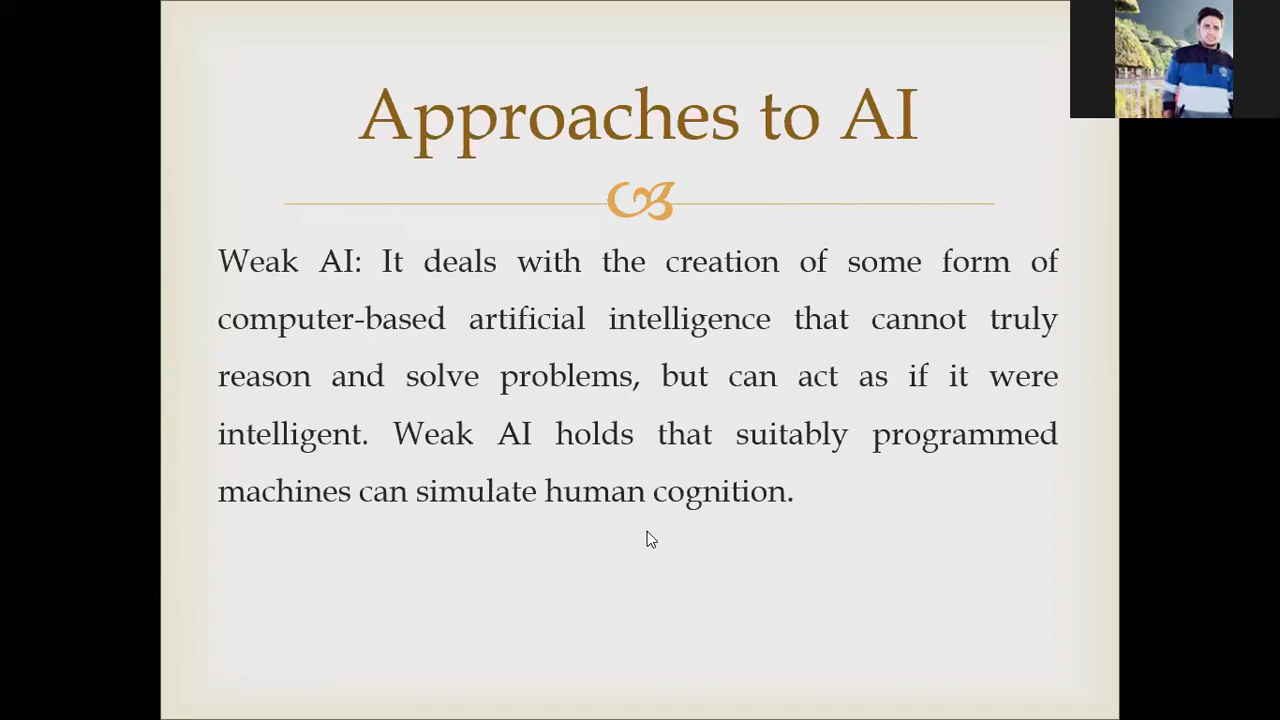 Approaches to AI
Weak AI: It deals with the creation of some form of
computer-based artificial intelligence that cannot truly
reason and solve problems, but can act as if it were
intelligent. Weak AI holds that suitably programmed
machines can simulate human cognition.